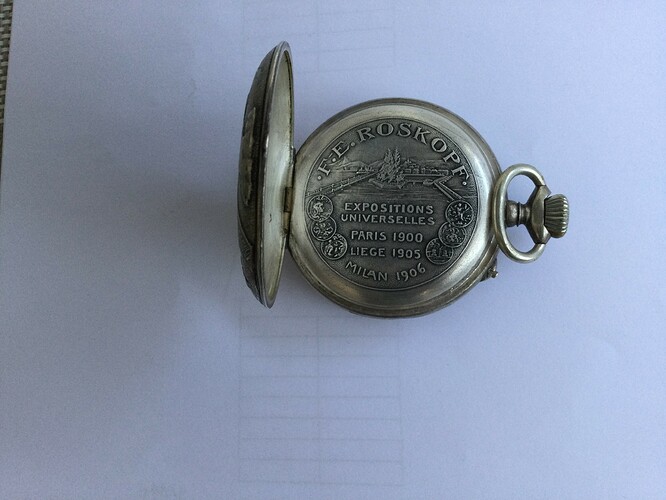 F.E. ROSKOPF.
EXPOSITIONS
UNIVERSELLES
PARIS 1900
LIEGE 1905
MILAN 1906